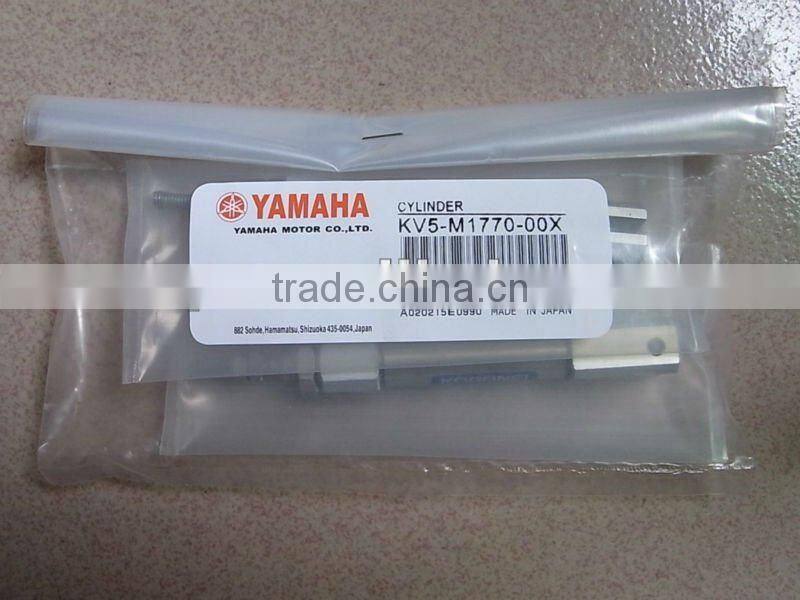 YAMAHA
YAMAHA MOTOR CO.,LTD.
CYLINDER
KV5-M1770-00X
trade.china.cn
A020215E0990 MADE IN JAPAN
882 Sohde, Hamamatsu, Shizuoka 435-0054, Japan
KOGANEI